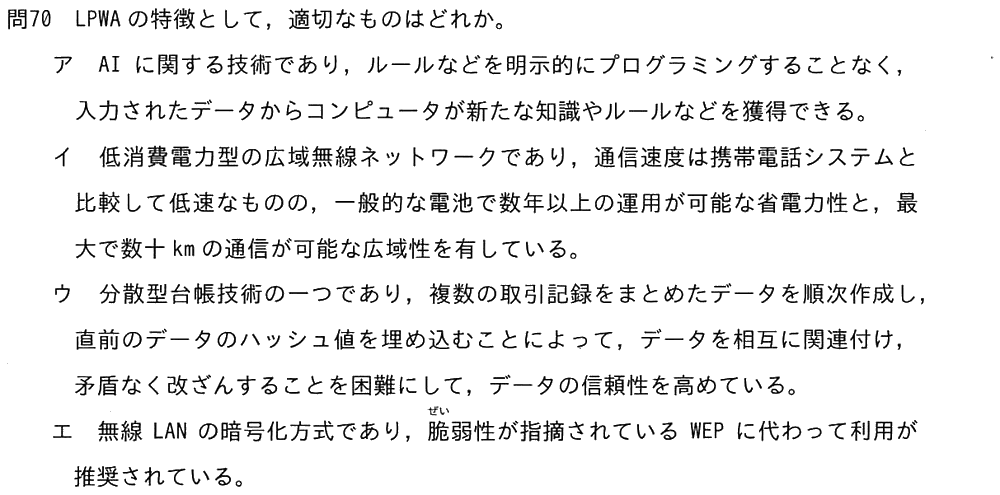 問70 LPWA の特徴として，適切なものはどれか。
ア AI に関する技術であり，ルールなどを明示的にプログラミングすることなく，
入力されたデータからコンピュータが新たな知識やルールなどを獲得できる。
イ 低消費電力型の広域無線ネットワークであり，通信速度は携帯電話システムと
比較して低速なものの，一般的な電池で数年以上の運用が可能な省電力性と，最
大で数十 km の通信が可能な広域性を有している。
ウ 分散型台帳技術の一つであり，複数の取引記録をまとめたデータを順次作成し，
直前のデータのハッシュ値を埋め込むことによって，データを相互に関連付け，
矛盾なく改ざんすることを困難にして，データの信頼性を高めている。
ぜい
エ 無線 LAN の暗号化方式であり，脆弱性が指摘されている WEP に代わって利用が
推奨されている。